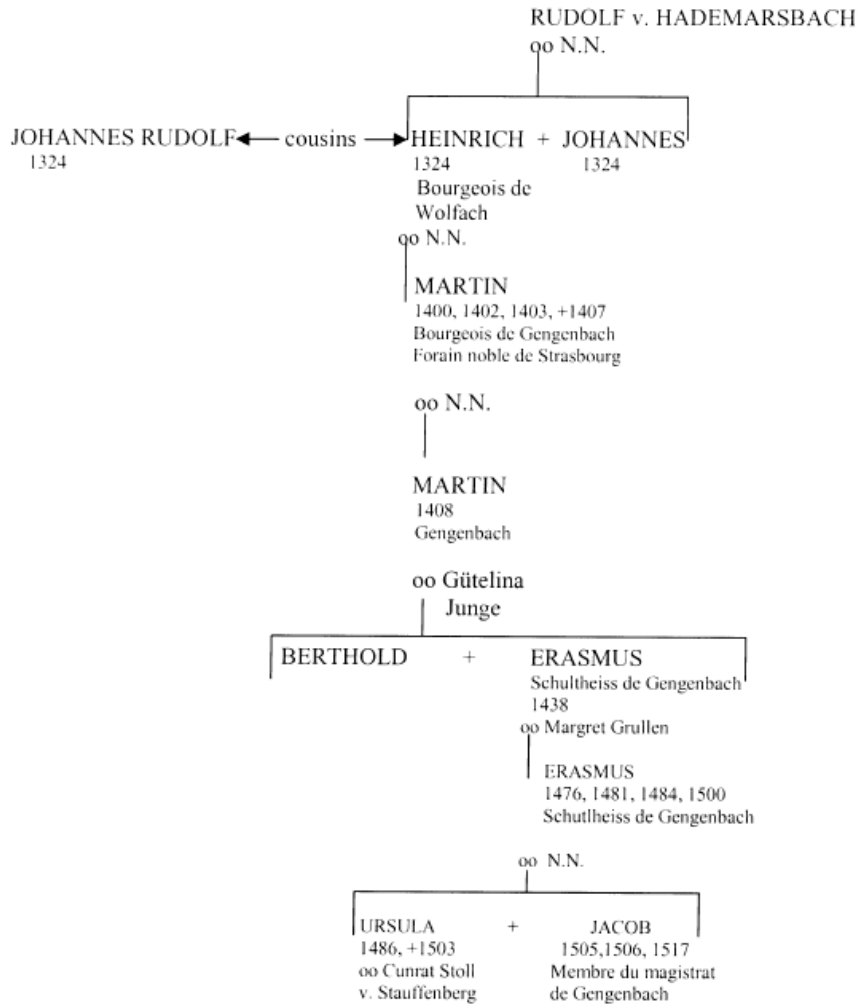 RUDOLF v. HADEMARSBACH
oo N.N.
JOHANNES RUDOLF cousins HEINRICH + JOHANNES
1324 1324 1324
Bourgeois de
Wolfach
oo N.N.
MARTIN
1400, 1402, 1403, +1407
Bourgeois de Gengenbach
Forain noble de Strasbourg
oo N.N.
MARTIN
1408
Gengenbach
oo Gütelina
Junge
BERTHOLD + ERASMUS
Schultheiss de Gengenbach
1438
oo Margret Grullen
ERASMUS
1476, 1481, 1484, 1500
Schutlheiss de Gengenbach
oo N.N.
URSULA + JACOB
1486, +1503 1505,1506, 1517
oo Cunrat Stoll Membre du magistrat
v. Stauffenberg de Gengenbach